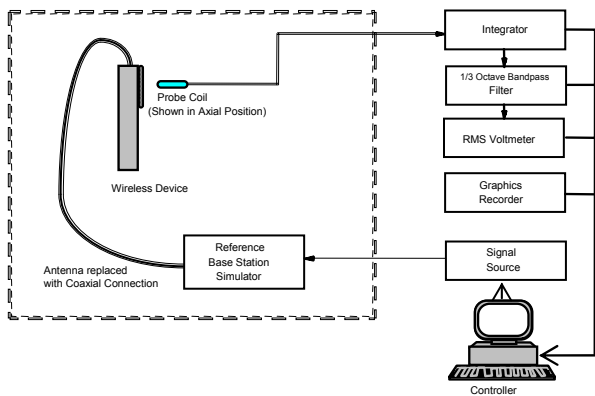 Integrator
1/3 Octave Bandpass
Filter
RMS Voltmeter
Graphics
Recorder
Signal
Source
Controller
Probe Coil
(Shown in Axial Position)
Wireless Device
Reference
Base Station
Simulator
Antenna replaced
with Coaxial Connection